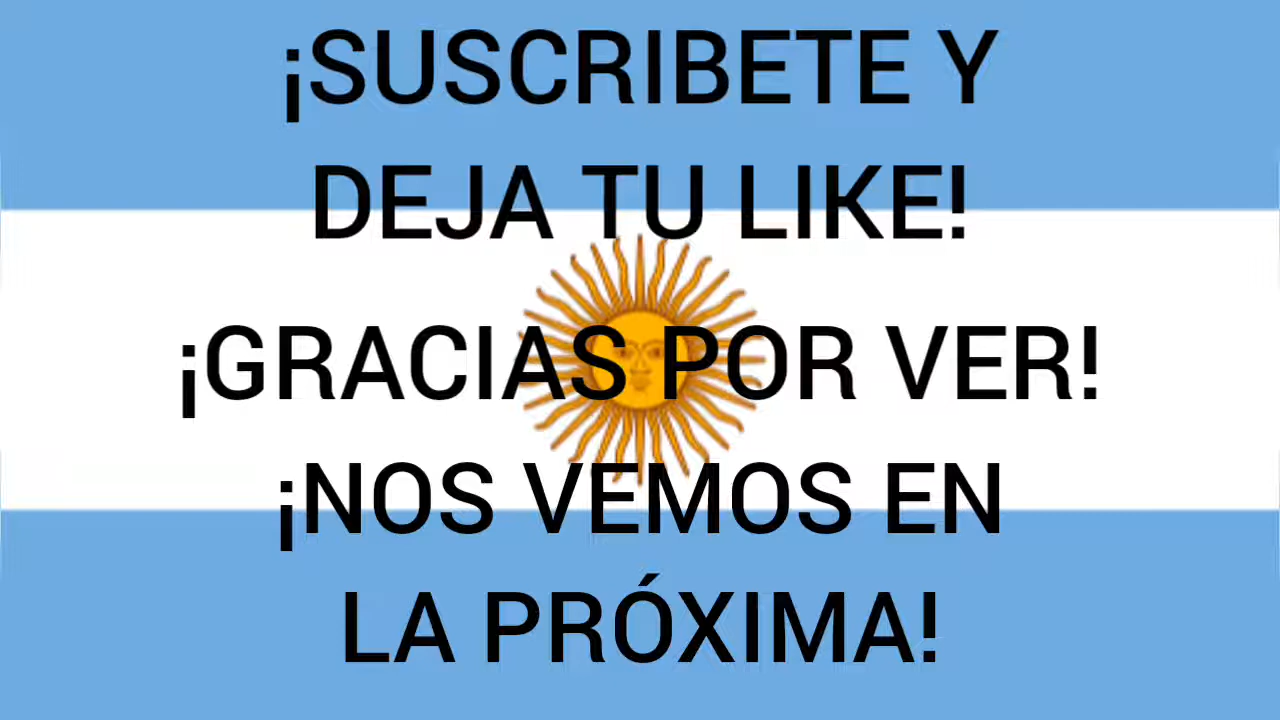 ¡SUSCRIBETE Y
DEJA TU LIKE!
¡GRACIAS POR VER!
¡NOS VEMOS EN
LA PRÓXIMA!